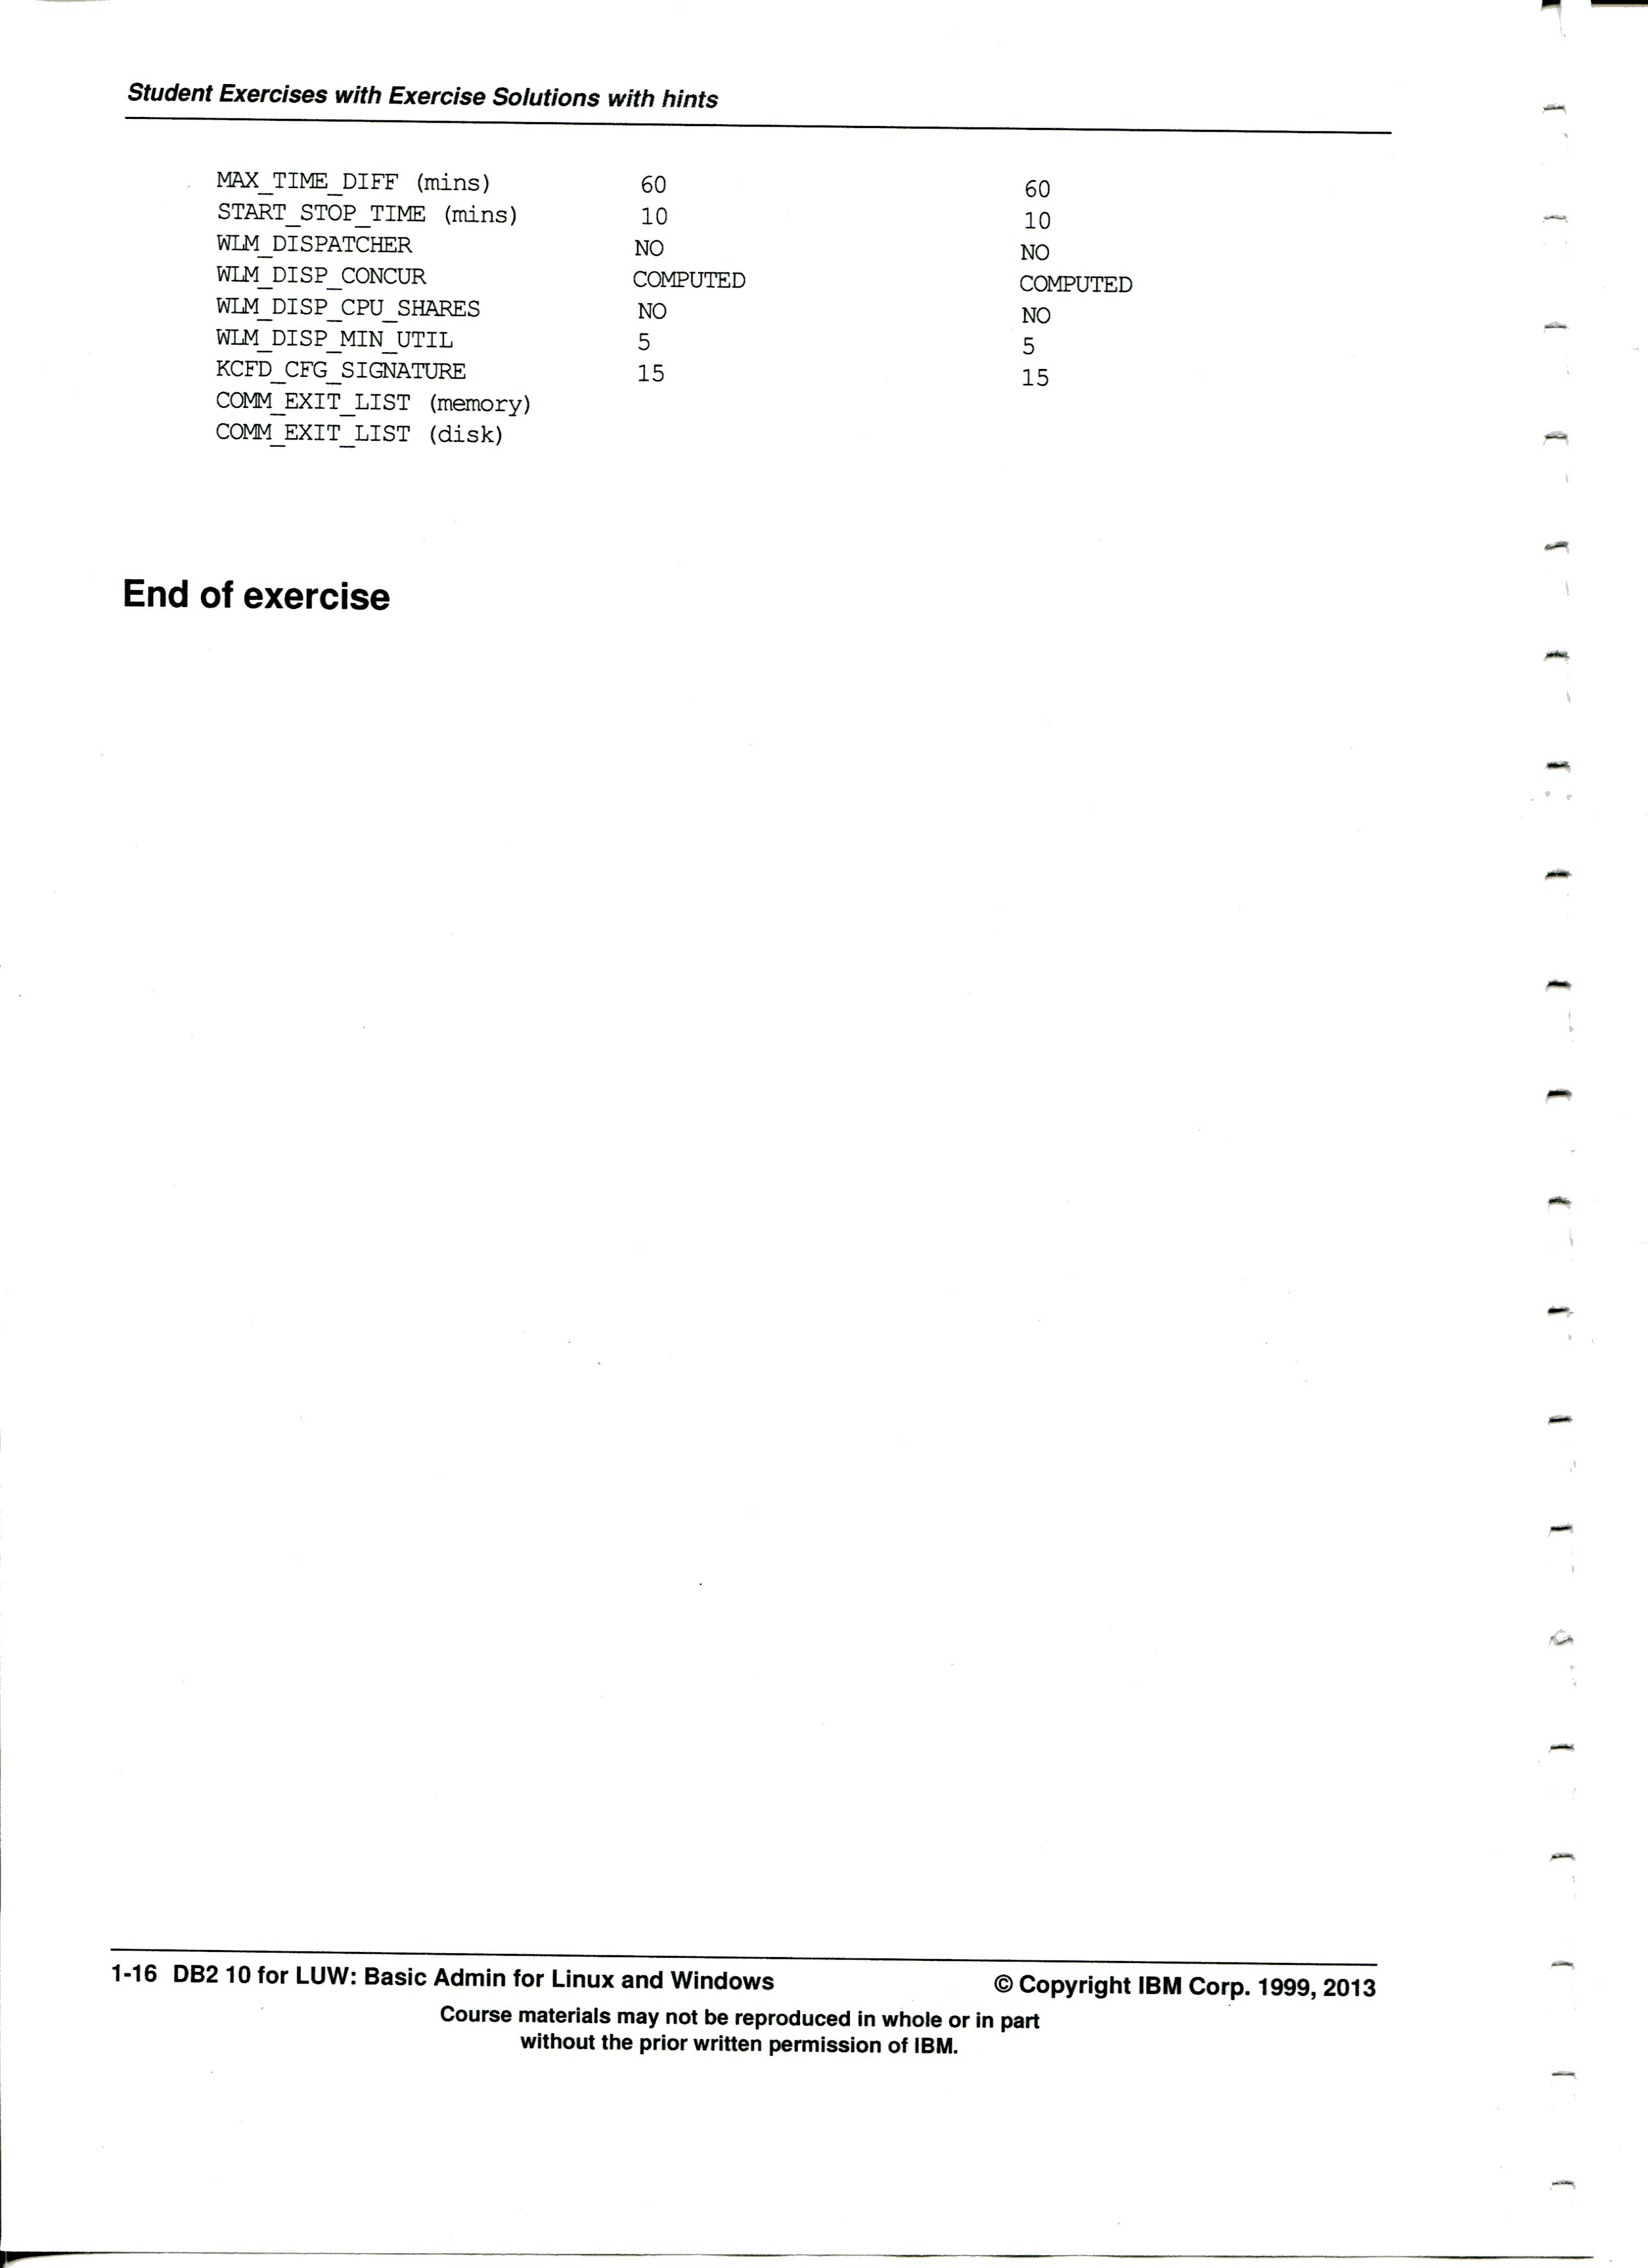 Student Exercises with Exercise Solutions with hints
MAX_TIME_DIFF (mins) 60 60
START_STOP_TIME (mins) 10 10
WLM_DISPATCHER NO NO
WLM_DISP_CONCUR COMPUTED COMPUTED
WLM_DISP_CPU_SHARES NO NO
WLM_DISP_MIN_UTIL 5 5
KCFD_CFG_SIGNATURE 15 15
COMM_EXIT_LIST (memory)
COMM_EXIT_LIST (disk)
End of exercise
1-16 DB2 10 for LUW: Basic Admin for Linux and Windows © Copyright IBM Corp. 1999, 2013
Course materials may not be reproduced in whole or in part
without the prior written permission of IBM.